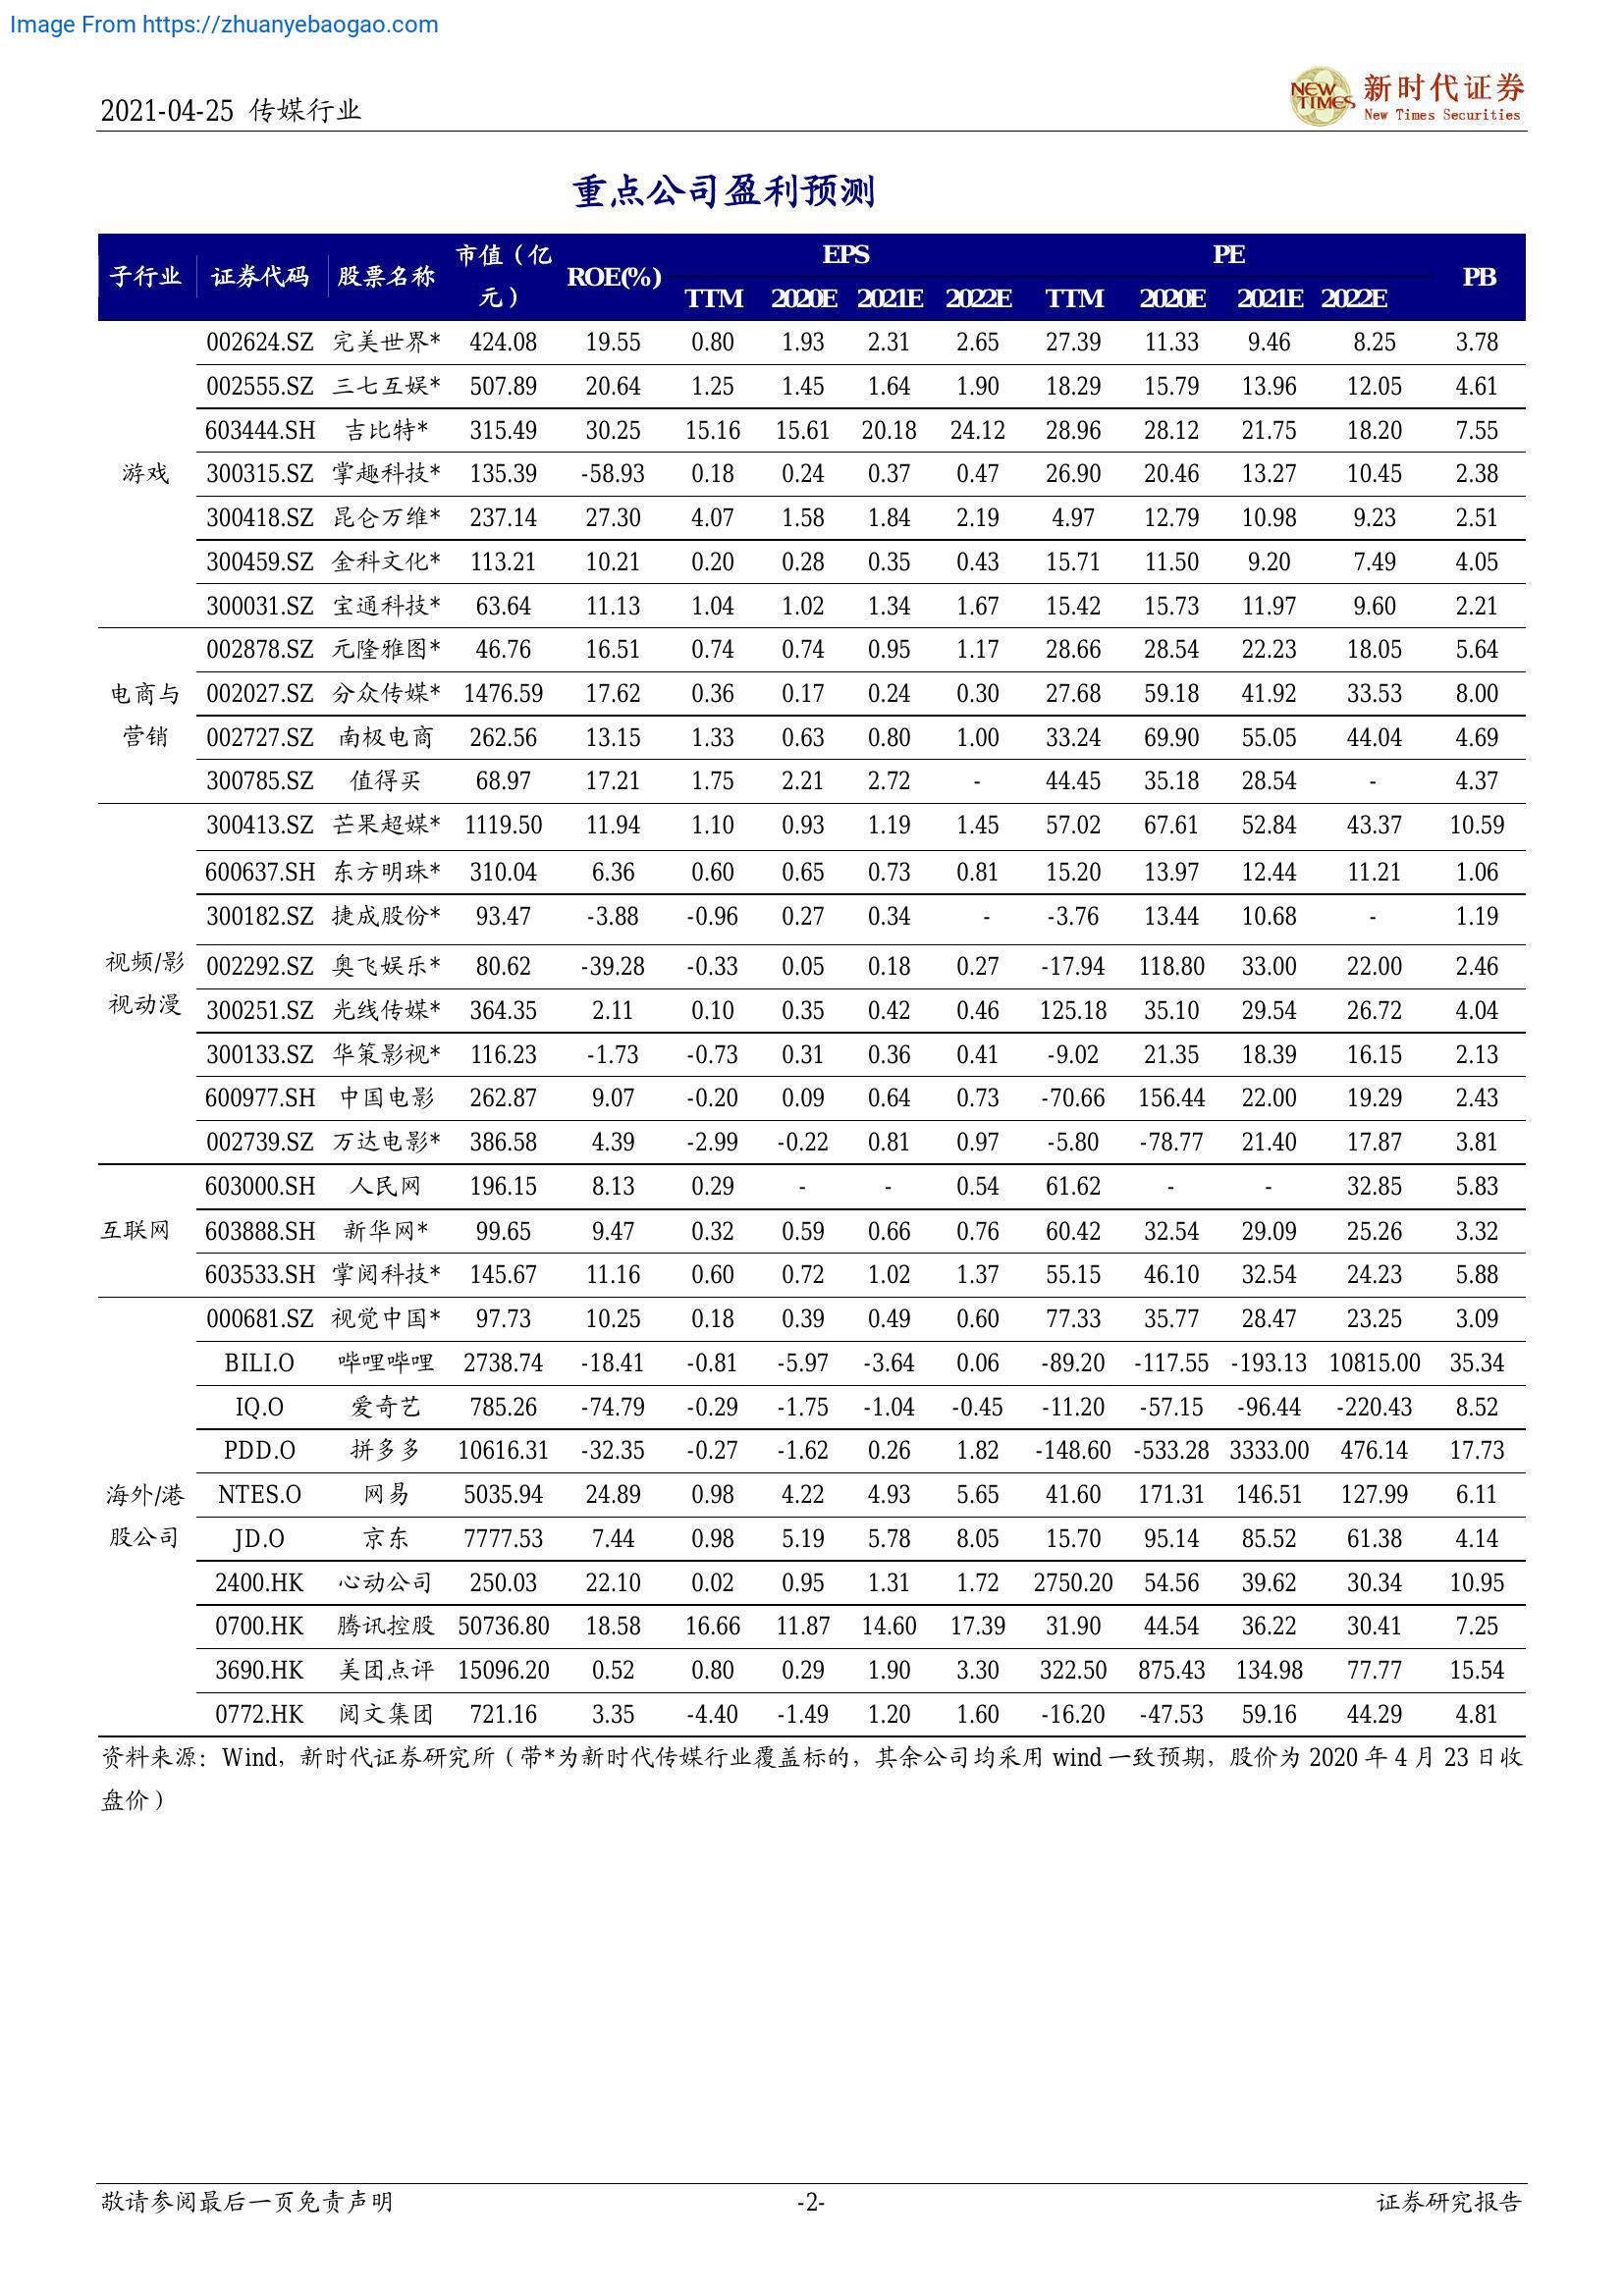 Image From https://zhuanyebaogao.com
2021-04-25 传媒行业
NEW TIMES 新时代证券
New Times Securities
重点公司盈利预测
子行业 证券代码 股票名称 市值（亿元） ROE(%) EPS PE PB
TTM 2020E 2021E 2022E TTM 2020E 2021E 2022E
游戏
002624.SZ 完美世界* 424.08 19.55 0.80 1.93 2.31 2.65 27.39 11.33 9.46 8.25 3.78
002555.SZ 三七互娱* 507.89 20.64 1.25 1.45 1.64 1.90 18.29 15.79 13.96 12.05 4.61
603444.SH 吉比特* 315.49 30.25 15.16 15.61 20.18 24.12 28.96 28.12 21.75 18.20 7.55
300315.SZ 掌趣科技* 135.39 -58.93 0.18 0.24 0.37 0.47 26.90 20.46 13.27 10.45 2.38
300418.SZ 昆仑万维* 237.14 27.30 4.07 1.58 1.84 2.19 4.97 12.79 10.98 9.23 2.51
300459.SZ 金科文化* 113.21 10.21 0.20 0.28 0.35 0.43 15.71 11.50 9.20 7.49 4.05
300031.SZ 宝通科技* 63.64 11.13 1.04 1.02 1.34 1.67 15.42 15.73 11.97 9.60 2.21
电商与营销
002878.SZ 元隆雅图* 46.76 16.51 0.74 0.74 0.95 1.17 28.66 28.54 22.23 18.05 5.64
002027.SZ 分众传媒* 1476.59 17.62 0.36 0.17 0.24 0.30 27.68 59.18 41.92 33.53 8.00
002727.SZ 南极电商 262.56 13.15 1.33 0.63 0.80 1.00 33.24 69.90 55.05 44.04 4.69
300785.SZ 值得买 68.97 17.21 1.75 2.21 2.72 - 44.45 35.18 28.54 - 4.37
视频/影视动漫
300413.SZ 芒果超媒* 1119.50 11.94 1.10 0.93 1.19 1.45 57.02 67.61 52.84 43.37 10.59
600637.SH 东方明珠* 310.04 6.36 0.60 0.65 0.73 0.81 15.20 13.97 12.44 11.21 1.06
300182.SZ 捷成股份* 93.47 -3.88 -0.96 0.27 0.34 - -3.76 13.44 10.68 - 1.19
002292.SZ 奥飞娱乐* 80.62 -39.28 -0.33 0.05 0.18 0.27 -17.94 118.80 33.00 22.00 2.46
300251.SZ 光线传媒* 364.35 2.11 0.10 0.35 0.42 0.46 125.18 35.10 29.54 26.72 4.04
300133.SZ 华策影视* 116.23 -1.73 -0.73 0.31 0.36 0.41 -9.02 21.35 18.39 16.15 2.13
600977.SH 中国电影 262.87 9.07 -0.20 0.09 0.64 0.73 -70.66 156.44 22.00 19.29 2.43
002739.SZ 万达电影* 386.58 4.39 -2.99 -0.22 0.81 0.97 -5.80 -78.77 21.40 17.87 3.81
互联网
603000.SH 人民网 196.15 8.13 0.29 - - 0.54 61.62 - - 32.85 5.83
603888.SH 新华网* 99.65 9.47 0.32 0.59 0.66 0.76 60.42 32.54 29.09 25.26 3.32
603533.SH 掌阅科技* 145.67 11.16 0.60 0.72 1.02 1.37 55.15 46.10 32.54 24.23 5.88
海外/港股公司
000681.SZ 视觉中国* 97.73 10.25 0.18 0.39 0.49 0.60 77.33 35.77 28.47 23.25 3.09
BILI.O 哔哩哔哩 2738.74 -18.41 -0.81 -5.97 -3.64 0.06 -89.20 -117.55 -193.13 10815.00 35.34
IQ.O 爱奇艺 785.26 -74.79 -0.29 -1.75 -1.04 -0.45 -11.20 -57.15 -96.44 -220.43 8.52
PDD.O 拼多多 10616.31 -32.35 -0.27 -1.62 0.26 1.82 -148.60 -533.28 3333.00 476.14 17.73
NTES.O 网易 5035.94 24.89 0.98 4.22 4.93 5.65 41.60 171.31 146.51 127.99 6.11
JD.O 京东 7777.53 7.44 0.98 5.19 5.78 8.05 15.70 95.14 85.52 61.38 4.14
2400.HK 心动公司 250.03 22.10 0.02 0.95 1.31 1.72 2750.20 54.56 39.62 30.34 10.95
0700.HK 腾讯控股 50736.80 18.58 16.66 11.87 14.60 17.39 31.90 44.54 36.22 30.41 7.25
3690.HK 美团点评 15096.20 0.52 0.80 0.29 1.90 3.30 322.50 875.43 134.98 77.77 15.54
0772.HK 阅文集团 721.16 3.35 -4.40 -1.49 1.20 1.60 -16.20 -47.53 59.16 44.29 4.81
资料来源：Wind，新时代证券研究所（带*为新时代传媒行业覆盖标的，其余公司均采用 wind 一致预期，股价为 2020 年 4 月 23 日收
盘价）
敬请参阅最后一页免责声明 -2- 证券研究报告